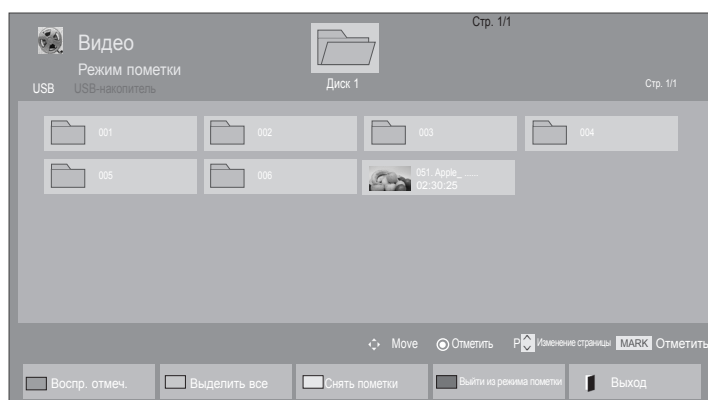 Стр. 1/1
Видео
Режим пометки
USB USB-накопитель
Диск 1
Стр. 1/1
001
002
003
004
005
006
051. Apple_ ......
02:30:25
Move
Отметить
P Изменение страницы
MARK Отметить
Воспр. отмеч.
Выделить все
Снять пометки
Выйти из режима пометки
Выход